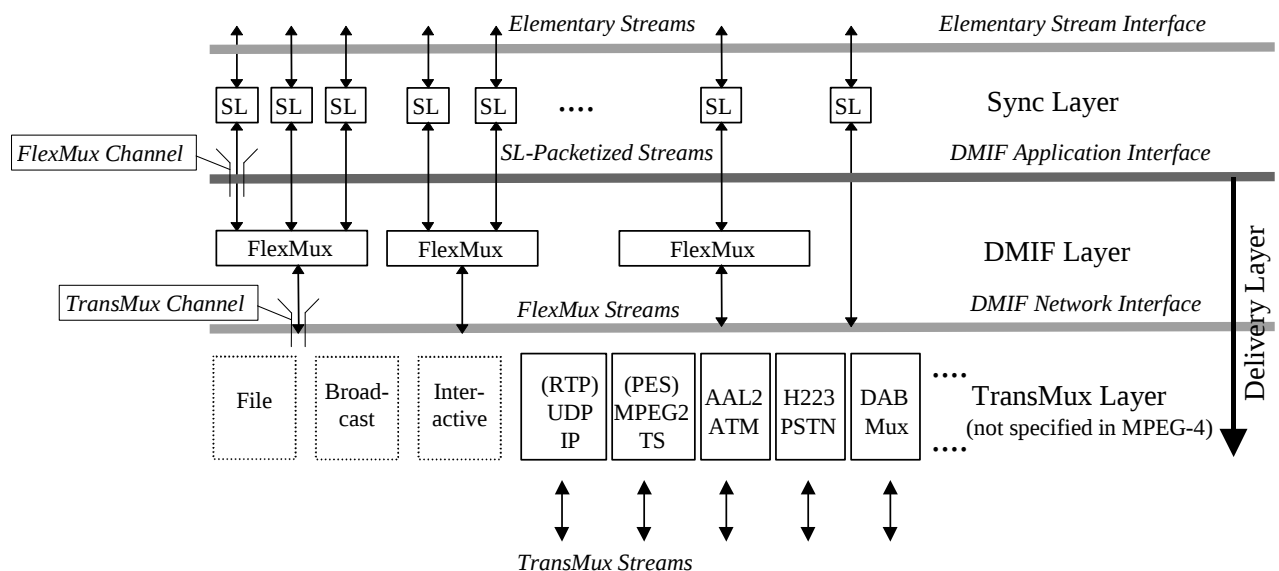 Elementary Streams
Elementary Stream Interface
SL SL SL SL SL .... SL SL
Sync Layer
FlexMux Channel
SL-Packetized Streams
DMIF Application Interface
FlexMux FlexMux FlexMux
DMIF Layer
TransMux Channel
FlexMux Streams
DMIF Network Interface
Delivery Layer
File
Broad-
cast
Inter-
active
(RTP)
UDP
IP
(PES)
MPEG2
TS
AAL2
ATM
H223
PSTN
DAB
Mux
....
....
TransMux Layer
(not specified in MPEG-4)
TransMux Streams